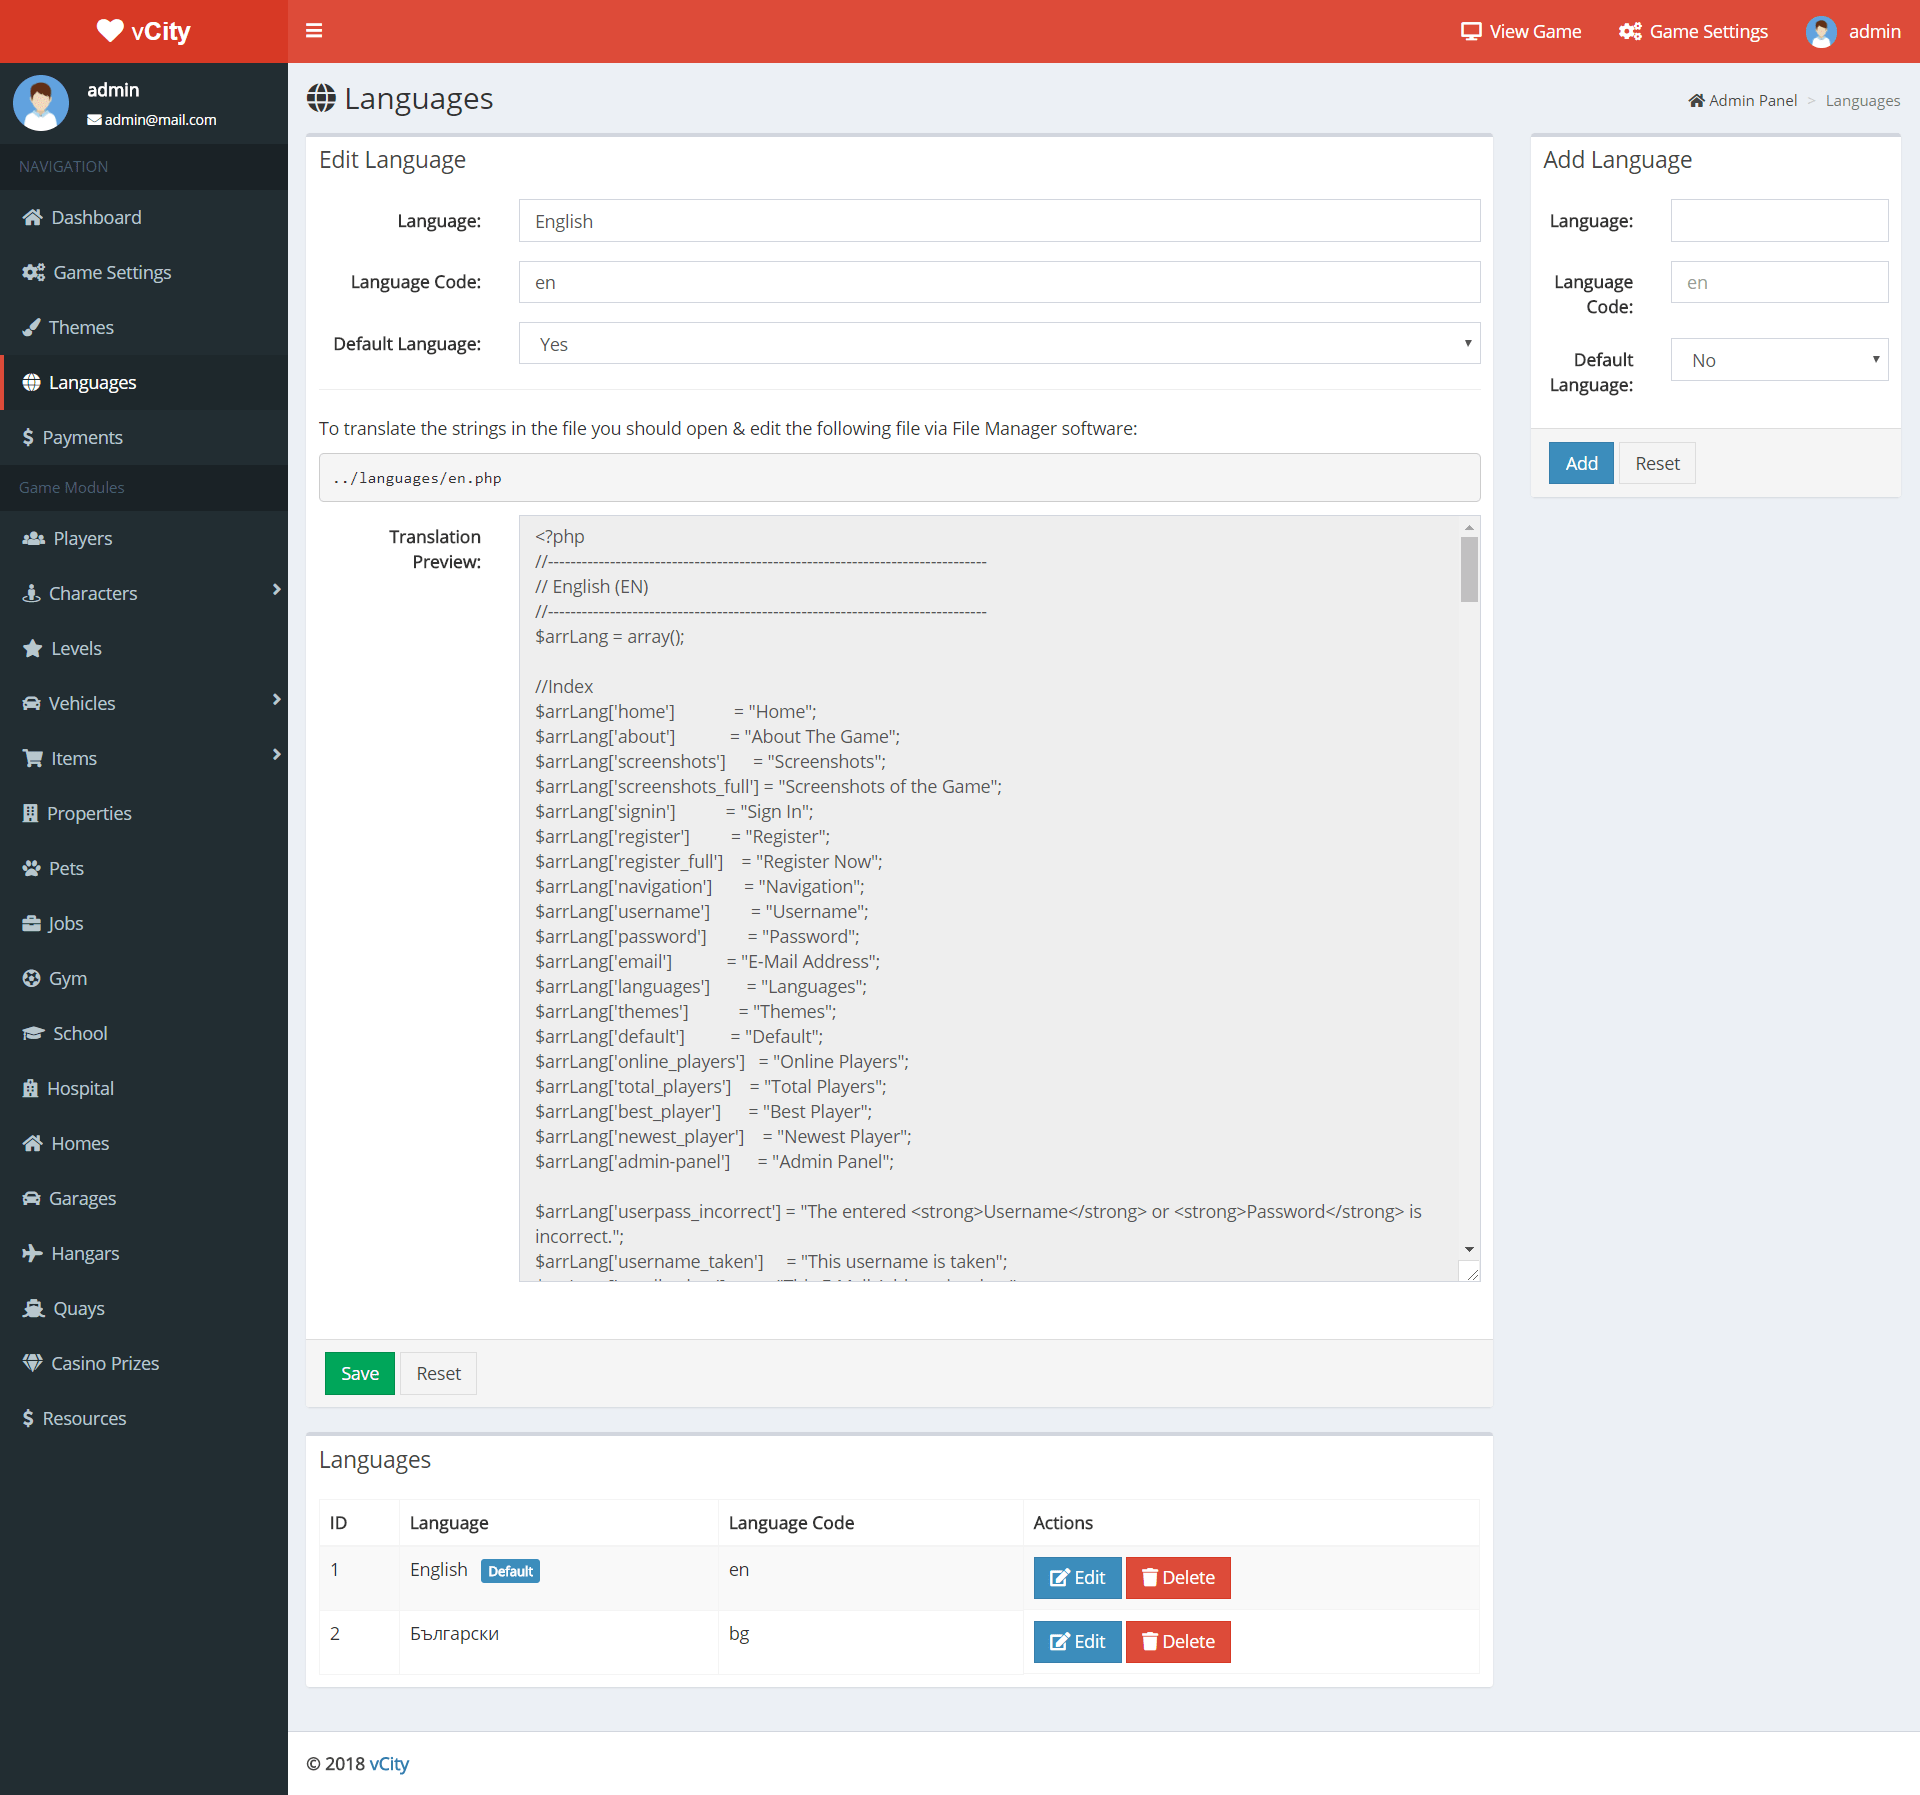 vCity
View Game
Game Settings
admin
admin
admin@mail.com
NAVIGATION
Dashboard
Game Settings
Themes
Languages
Payments
Game Modules
Players
Characters
Levels
Vehicles
Items
Properties
Pets
Jobs
Gym
School
Hospital
Homes
Garages
Hangars
Quays
Casino Prizes
Resources
Languages
Admin Panel > Languages
Edit Language
Language: English
Language Code: en
Default Language: Yes
To translate the strings in the file you should open & edit the following file via File Manager software:
../languages/en.php
Translation
Preview:
<?php
//------------------------------------------------------------------------------
// English (EN)
//------------------------------------------------------------------------------
$arrLang = array();
//Index
$arrLang['home'] = "Home";
$arrLang['about'] = "About The Game";
$arrLang['screenshots'] = "Screenshots";
$arrLang['screenshots_full'] = "Screenshots of the Game";
$arrLang['signin'] = "Sign In";
$arrLang['register'] = "Register";
$arrLang['register_full'] = "Register Now";
$arrLang['navigation'] = "Navigation";
$arrLang['username'] = "Username";
$arrLang['password'] = "Password";
$arrLang['email'] = "E-Mail Address";
$arrLang['languages'] = "Languages";
$arrLang['themes'] = "Themes";
$arrLang['default'] = "Default";
$arrLang['online_players'] = "Online Players";
$arrLang['total_players'] = "Total Players";
$arrLang['best_player'] = "Best Player";
$arrLang['newest_player'] = "Newest Player";
$arrLang['admin-panel'] = "Admin Panel";
$arrLang['userpass_incorrect'] = "The entered <strong>Username</strong> or <strong>Password</strong> is
incorrect.";
$arrLang['username_taken'] = "This username is taken";
Save
Reset
Add Language
Language:
Language
Code:
en
Default
Language:
No
Add
Reset
Languages
ID Language Language Code Actions
1 English Default en Edit Delete
2 Български bg Edit Delete
© 2018 vCity